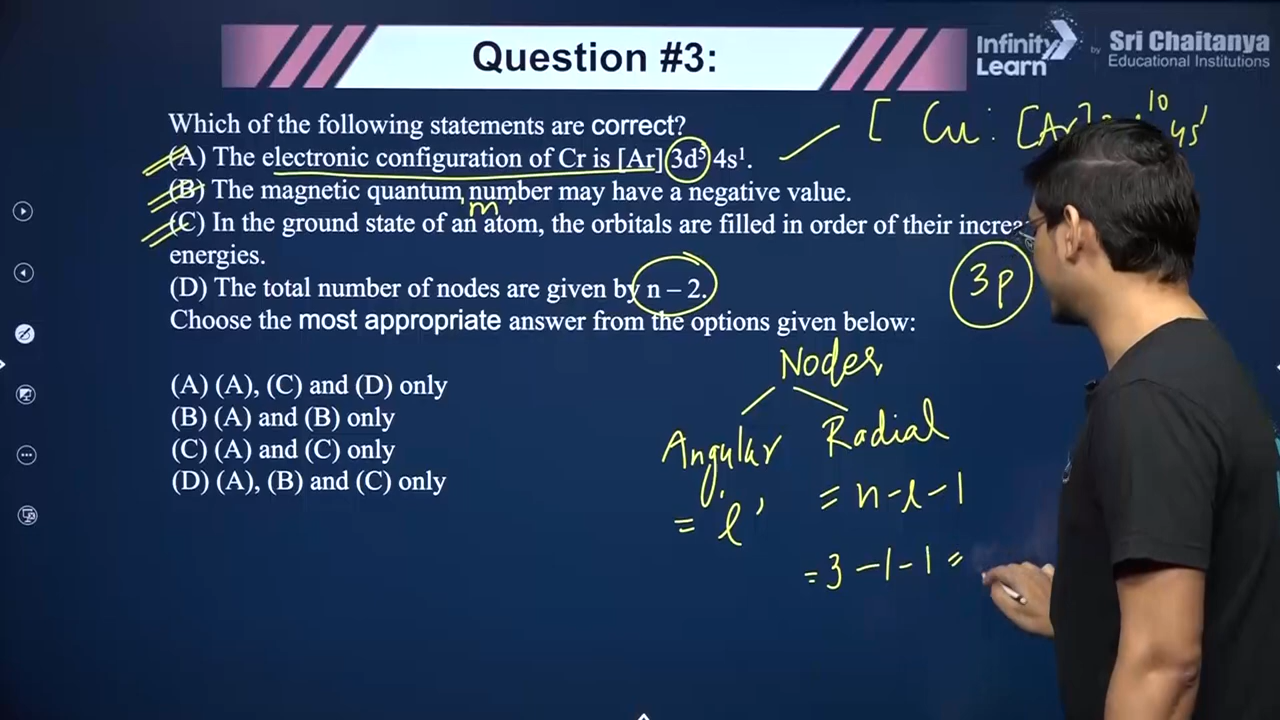 Question #3:
Infinity Learn
by
Sri Chaitanya
Educational Institutions
Which of the following statements are correct?
(A) The electronic configuration of Cr is [Ar] 3d⁵ 4s¹.
[ Cu: [Ar] 10 4s¹
(B) The magnetic quantum number may have a negative value.
'm'
(C) In the ground state of an atom, the orbitals are filled in order of their
energies.
3p
(D) The total number of nodes are given by n – 2.
Choose the most appropriate answer from the options given below:
(A) (A), (C) and (D) only
(B) (A) and (B) only
(C) (A) and (C) only
(D) (A), (B) and (C) only
Nodes
Angular
= 'l'
Radial
= n-l-1
= 3-1-1 =